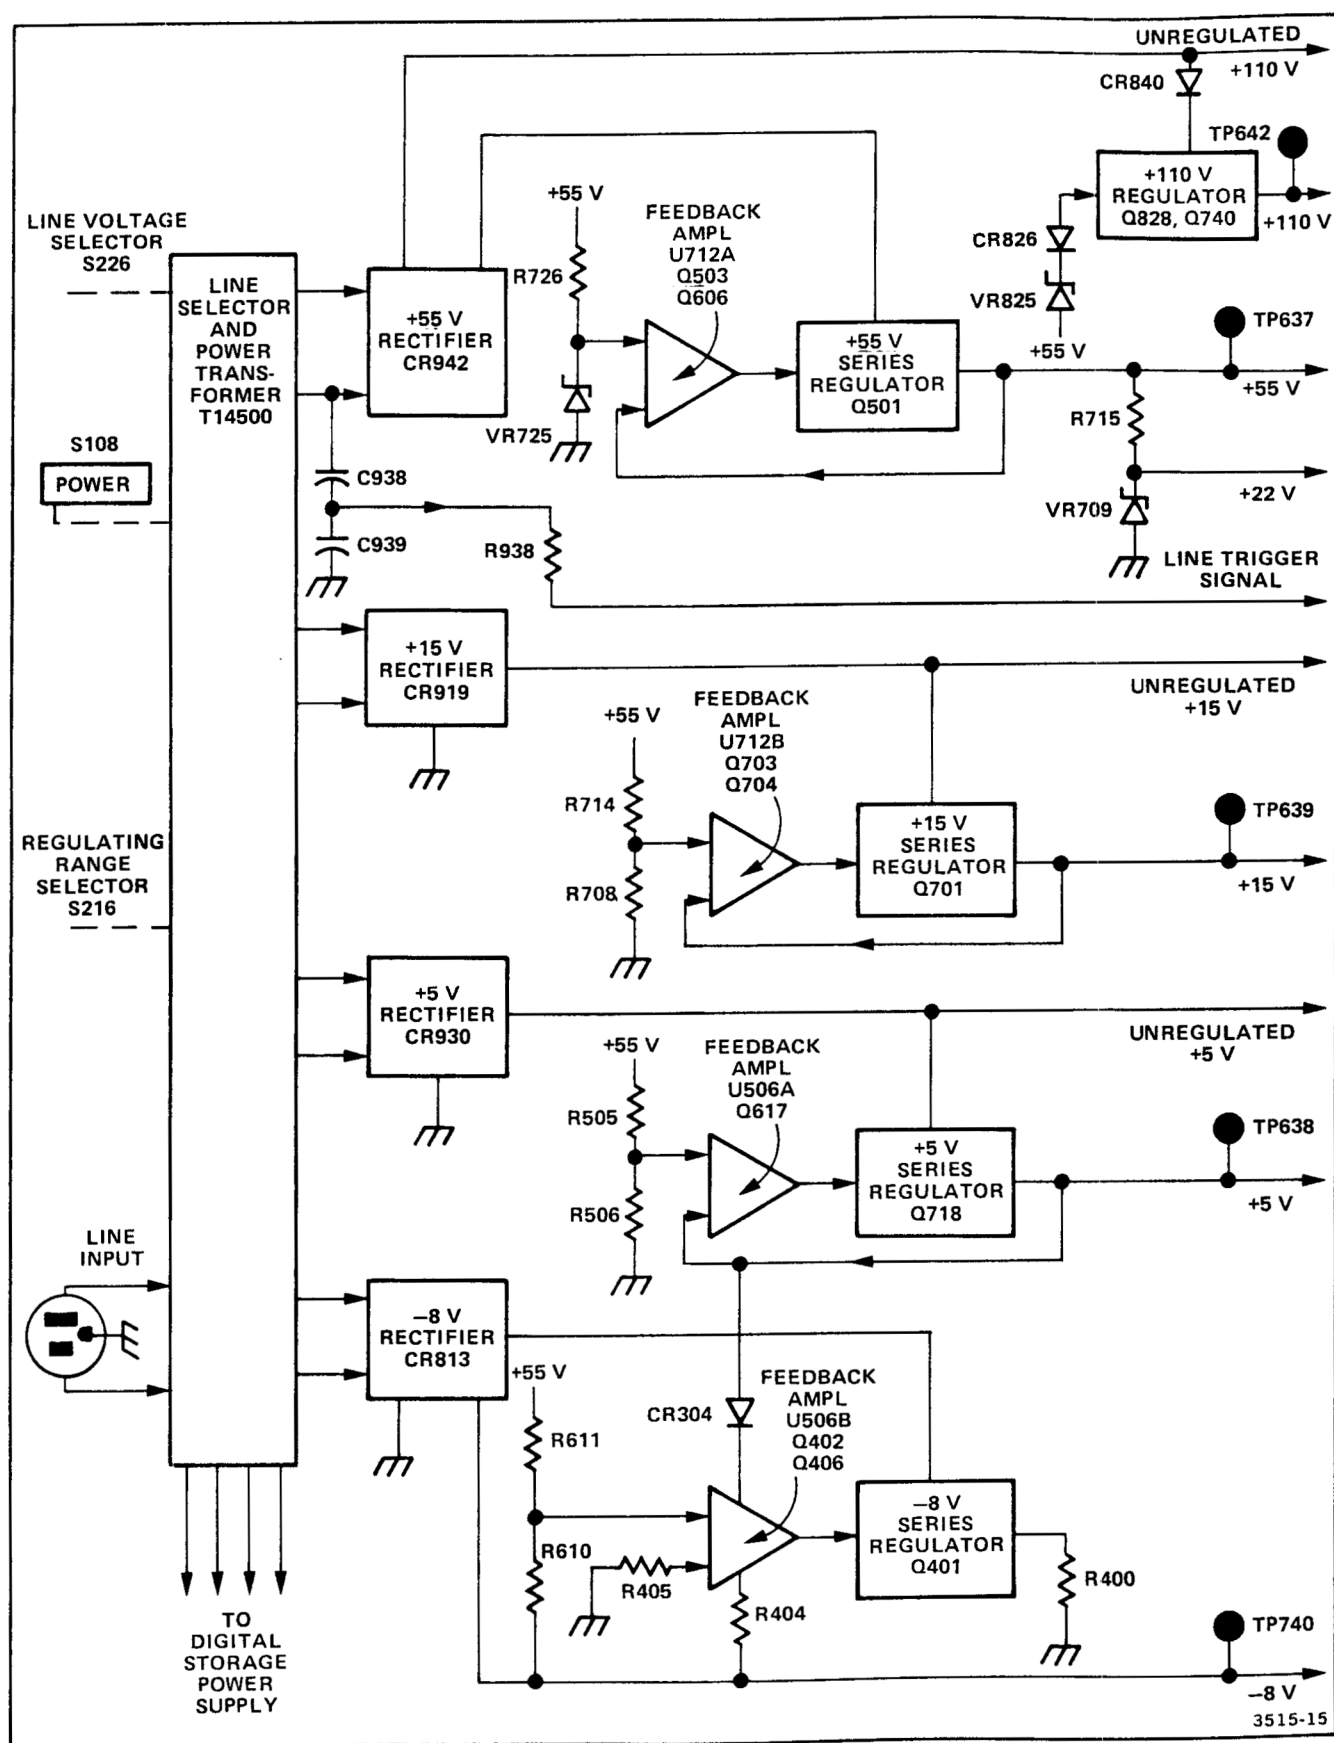 UNREGULATED
+110 V
CR840
TP642
+110 V
REGULATOR
Q828, Q740
+110 V
+55 V
FEEDBACK
AMPL
U712A
Q503
Q606
CR826
LINE VOLTAGE
SELECTOR
S226
LINE
SELECTOR
AND
POWER
TRANS-
FORMER
T14500
R726
VR825
+55 V
RECTIFIER
CR942
+55 V
SERIES
REGULATOR
Q501
+55 V
TP637
+55 V
R715
VR725
S108
POWER
C938
+22 V
VR709
C939
R938
LINE TRIGGER
SIGNAL
+15 V
RECTIFIER
CR919
UNREGULATED
+15 V
+55 V
FEEDBACK
AMPL
U712B
Q703
Q704
R714
+15 V
SERIES
REGULATOR
Q701
TP639
REGULATING
RANGE
SELECTOR
S216
R708
+15 V
+5 V
RECTIFIER
CR930
UNREGULATED
+5 V
+55 V
FEEDBACK
AMPL
U506A
Q617
R505
TP638
+5 V
SERIES
REGULATOR
Q718
R506
+5 V
LINE
INPUT
−8 V
RECTIFIER
CR813
+55 V
FEEDBACK
AMPL
U506B
Q402
Q406
CR304
R611
−8 V
SERIES
REGULATOR
Q401
R610
R405
R400
R404
TO
DIGITAL
STORAGE
POWER
SUPPLY
TP740
−8 V
3515-15